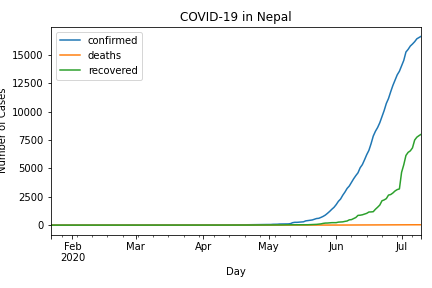 COVID-19 in Nepal
confirmed
deaths
recovered
15000
12500
10000
7500
5000
2500
0
Number of Cases
Feb Mar Apr May Jun Jul
2020
Day